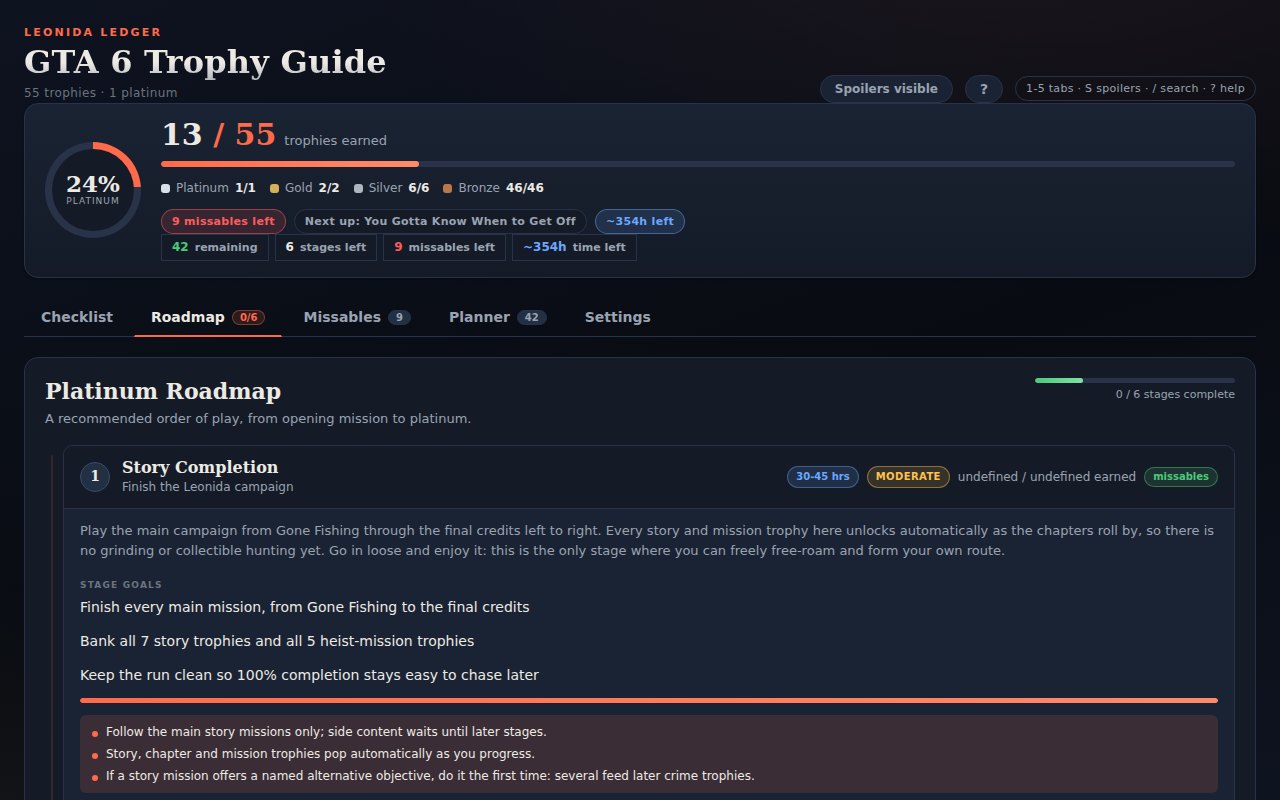 LEONIDA LEDGER
GTA 6 Trophy Guide
55 trophies · 1 platinum
Spoilers visible
?
1-5 tabs · S spoilers · / search · ? help
24%
PLATINUM
13 / 55 trophies earned
Platinum 1/1 Gold 2/2 Silver 6/6 Bronze 46/46
9 missables left
Next up: You Gotta Know When to Get Off
~354h left
42 remaining
6 stages left
9 missables left
~354h time left
Checklist
Roadmap 0/6
Missables 9
Planner 42
Settings
Platinum Roadmap
A recommended order of play, from opening mission to platinum.
0 / 6 stages complete
1
Story Completion
Finish the Leonida campaign
30-45 hrs
MODERATE
undefined / undefined earned
missables
Play the main campaign from Gone Fishing through the final credits left to right. Every story and mission trophy here unlocks automatically as the chapters roll by, so there is
no grinding or collectible hunting yet. Go in loose and enjoy it: this is the only stage where you can freely free-roam and form your own route.
STAGE GOALS
Finish every main mission, from Gone Fishing to the final credits
Bank all 7 story trophies and all 5 heist-mission trophies
Keep the run clean so 100% completion stays easy to chase later
Follow the main story missions only; side content waits until later stages.
Story, chapter and mission trophies pop automatically as you progress.
If a story mission offers a named alternative objective, do it the first time: several feed later crime trophies.